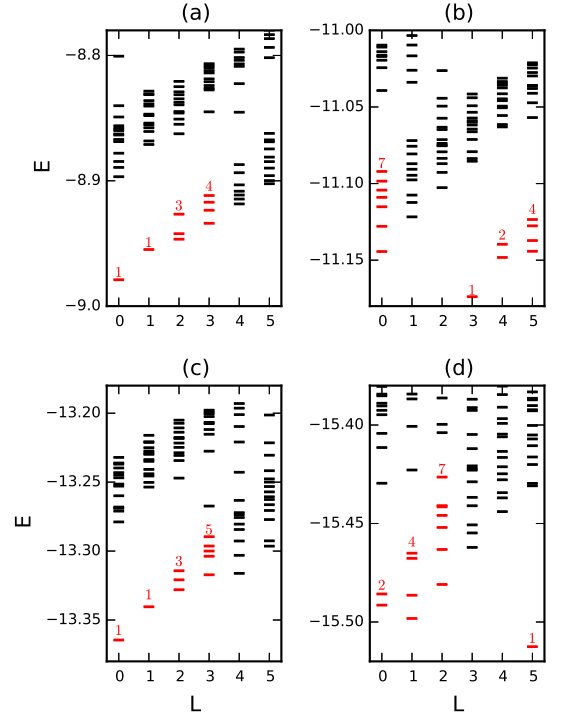 (a) (b)
E
−8.8
−8.9
−9.0
1 1 3 4
0 1 2 3 4 5
−11.00
−11.05
−11.10
−11.15
7 1 2 4
0 1 2 3 4 5
(c) (d)
E
−13.20
−13.25
−13.30
−13.35
1 1 3 5
0 1 2 3 4 5
L
−15.40
−15.45
−15.50
2 4 7 1
0 1 2 3 4 5
L